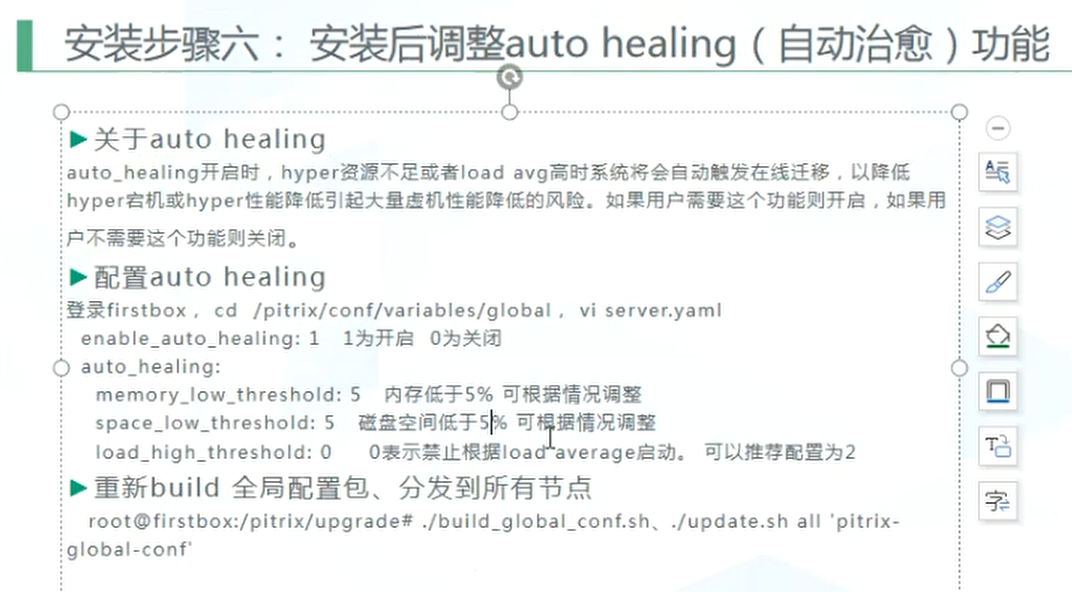 安装步骤六： 安装后调整auto healing（自动治愈）功能
►关于auto healing
auto_healing开启时，hyper资源不足或者load avg高时系统将会自动触发在线迁移，以降低
hyper宕机或hyper性能降低引起大量虚机性能降低的风险。如果用户需要这个功能则开启，如果用
户不需要这个功能则关闭。
►配置auto healing
登录firstbox， cd /pitrix/conf/variables/global， vi server.yaml
enable_auto_healing: 1 1为开启 0为关闭
auto_healing:
memory_low_threshold: 5 内存低于5% 可根据情况调整
space_low_threshold: 5 磁盘空间低于5% 可根据情况调整
load_high_threshold: 0 0表示禁止根据load average启动。 可以推荐配置为2
►重新build 全局配置包、分发到所有节点
root@firstbox:/pitrix/upgrade# ./build_global_conf.sh、./update.sh all 'pitrix-
global-conf'